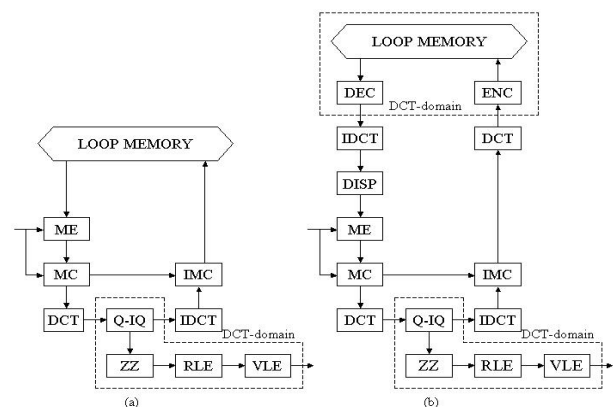 LOOP MEMORY
ME
MC
IMC
DCT
Q-IQ
IDCT
DCT-domain
ZZ
RLE
VLE
(a)
LOOP MEMORY
DEC
ENC
DCT-domain
IDCT
DCT
DISP
ME
MC
IMC
DCT
Q-IQ
IDCT
DCT-domain
ZZ
RLE
VLE
(b)